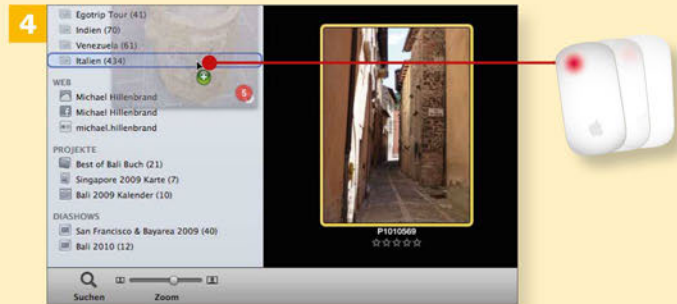 4
Egotrip Tour (41)
Indien (70)
Venezuela (61)
Italien (434)
5
WEB
Michael Hillenbrand
Michael Hillenbrand
michael.hillenbrand
PROJEKTE
Best of Bali Buch (21)
Singapore 2009 Karte (7)
Bali 2009 Kalender (10)
DIASHOWS
San Francisco & Bayarea 2009 (40)
Bali 2010 (12)
P1010569
Suchen
Zoom